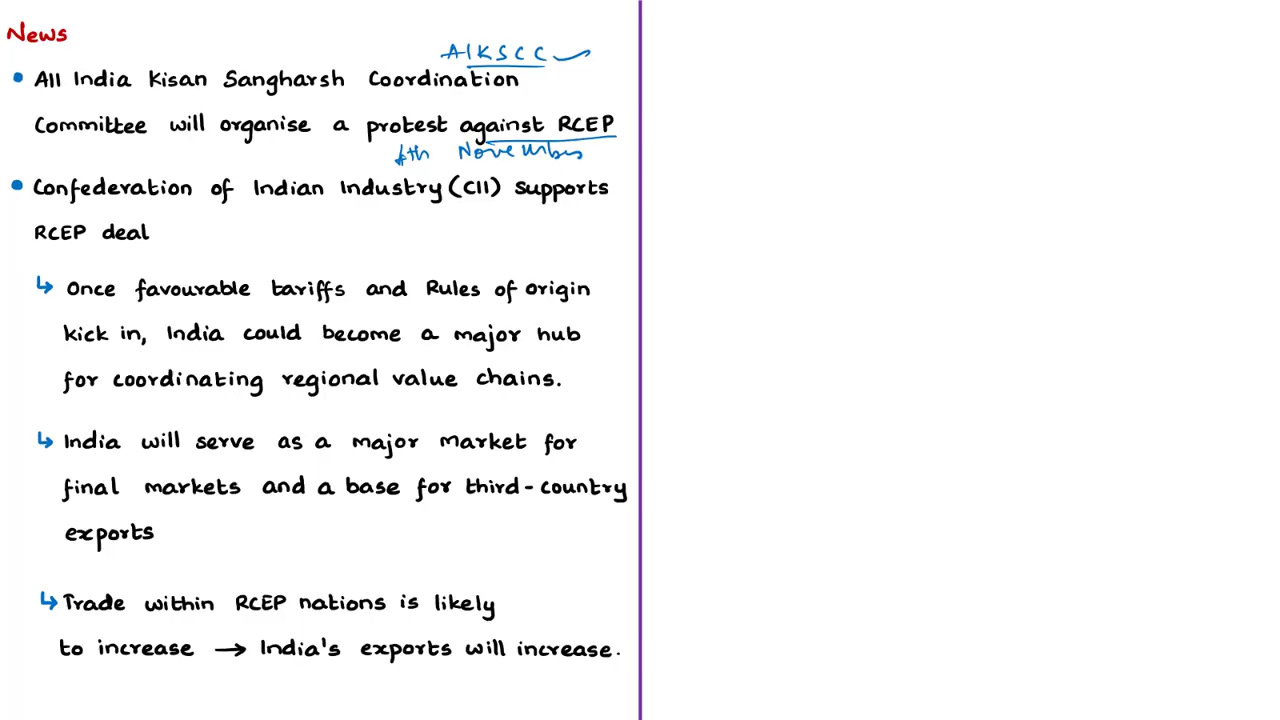 News
AIKSCC
• All India Kisan Sangharsh Coordination
Committee will organise a protest against RCEP
November
• Confederation of Indian Industry (CII) supports
RCEP deal
↳ Once favourable tariffs and Rules of origin
kick in, India could become a major hub
for coordinating regional value chains.
↳ India will serve as a major market for
final markets and a base for third-country
exports
↳ Trade within RCEP nations is likely
to increase → India's exports will increase.